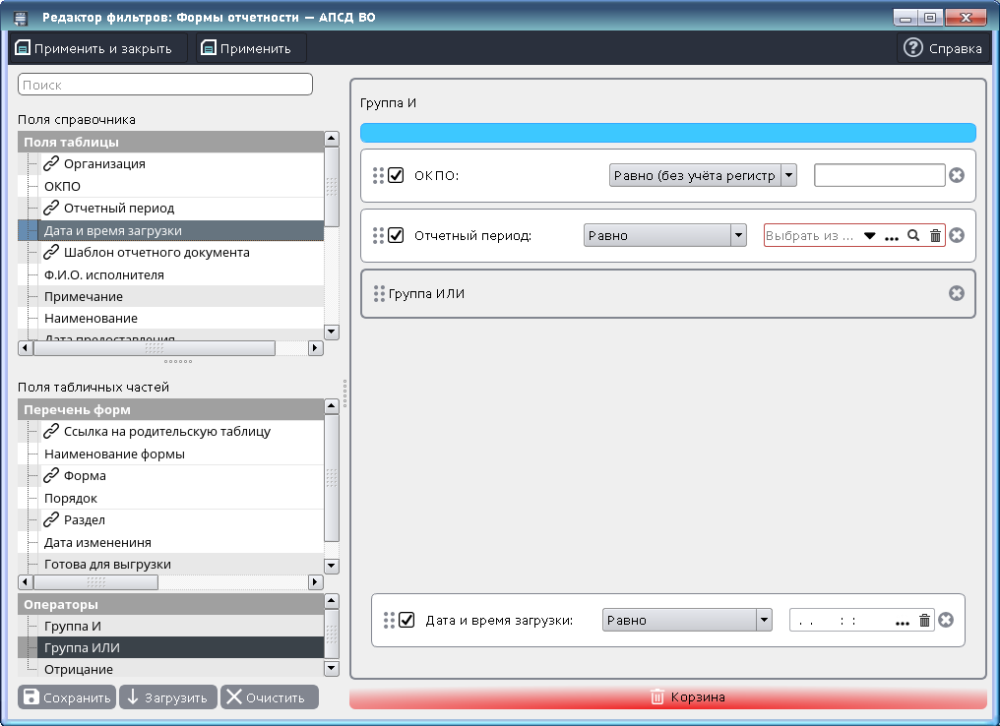 Редактор фильтров: Формы отчетности — АПСД ВО
Применить и закрыть
Применить
Справка
Поиск
Поля справочника
Поля таблицы
Организация
ОКПО
Отчетный период
Дата и время загрузки
Шаблон отчетного документа
Ф.И.О. исполнителя
Примечание
Наименование
Дата предоставления
Поля табличных частей
Перечень форм
Ссылка на родительскую таблицу
Наименование формы
Форма
Порядок
Раздел
Дата изменениня
Готова для выгрузки
Операторы
Группа И
Группа ИЛИ
Отрицание
Сохранить
Загрузить
Очистить
Группа И
ОКПО:
Равно (без учёта регистр
Отчетный период:
Равно
Выбрать из ...
Группа ИЛИ
Дата и время загрузки:
Равно
. . : :
Корзина